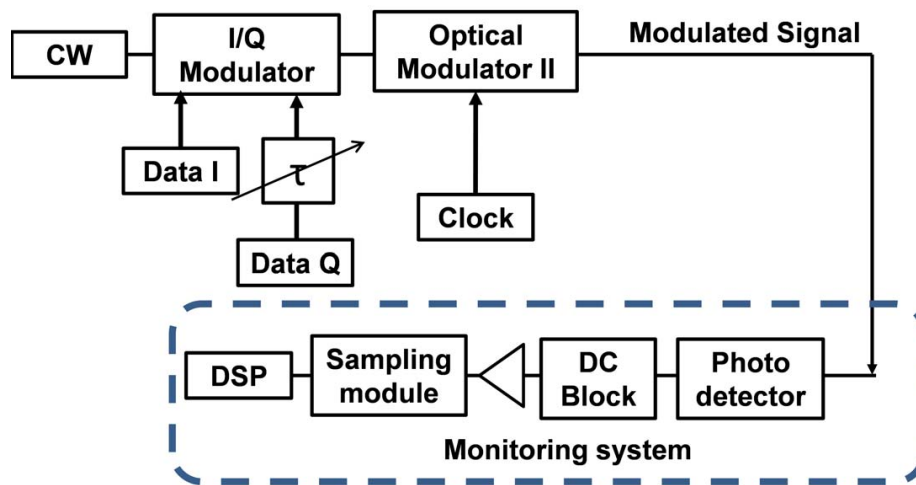 CW
I/Q
Modulator
Optical
Modulator II
Modulated Signal
Data I
τ
Clock
Data Q
DSP
Sampling
module
DC
Block
Photo
detector
Monitoring system